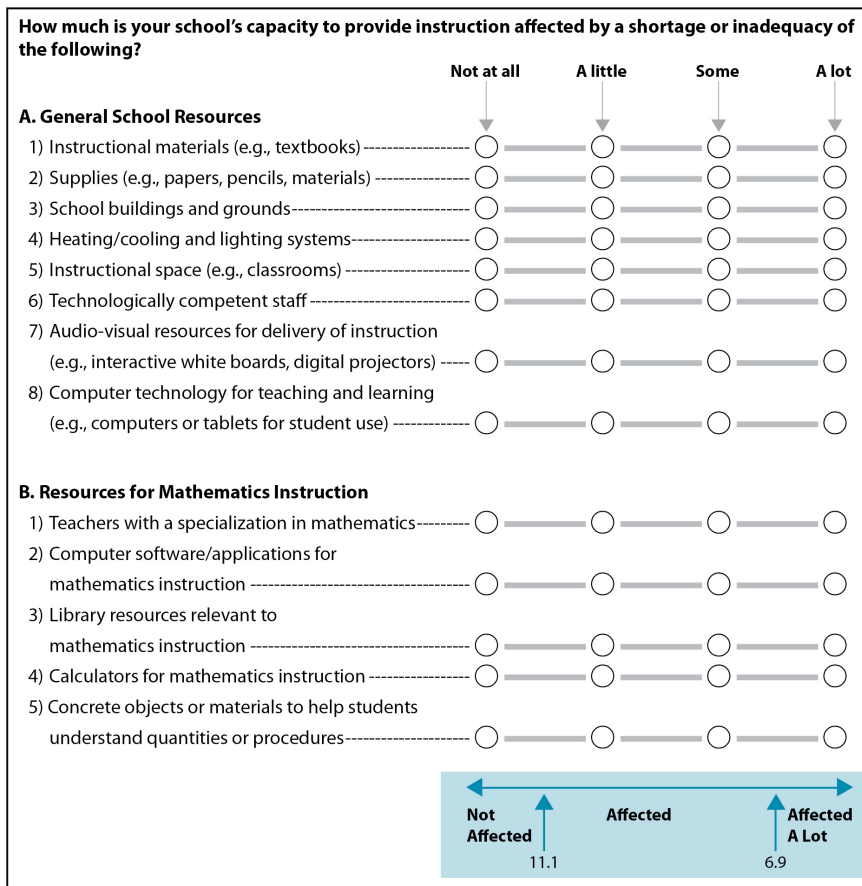 How much is your school's capacity to provide instruction affected by a shortage or inadequacy of
the following?
Not at all A little Some A lot
A. General School Resources
1) Instructional materials (e.g., textbooks)
2) Supplies (e.g., papers, pencils, materials)
3) School buildings and grounds
4) Heating/cooling and lighting systems
5) Instructional space (e.g., classrooms)
6) Technologically competent staff
7) Audio-visual resources for delivery of instruction
(e.g., interactive white boards, digital projectors)
8) Computer technology for teaching and learning
(e.g., computers or tablets for student use)
B. Resources for Mathematics Instruction
1) Teachers with a specialization in mathematics
2) Computer software/applications for
mathematics instruction
3) Library resources relevant to
mathematics instruction
4) Calculators for mathematics instruction
5) Concrete objects or materials to help students
understand quantities or procedures
Not Affected Affected
Affected A Lot
11.1 6.9